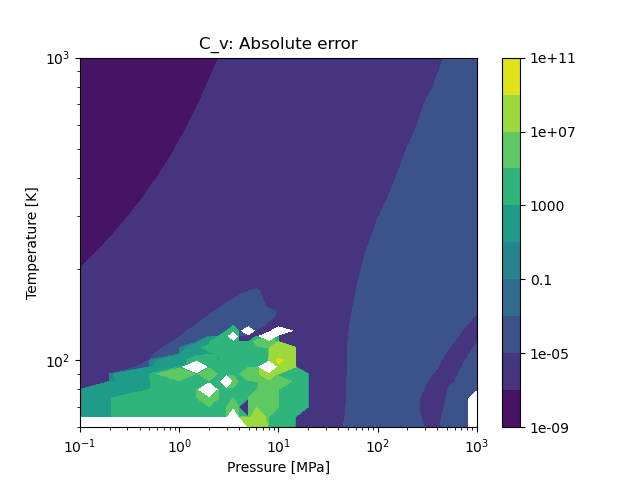 C_v: Absolute error
10³
10²
Temperature [K]
10⁻¹ 10⁰ 10¹ 10² 10³
Pressure [MPa]
1e+11
1e+07
1000
0.1
1e-05
1e-09